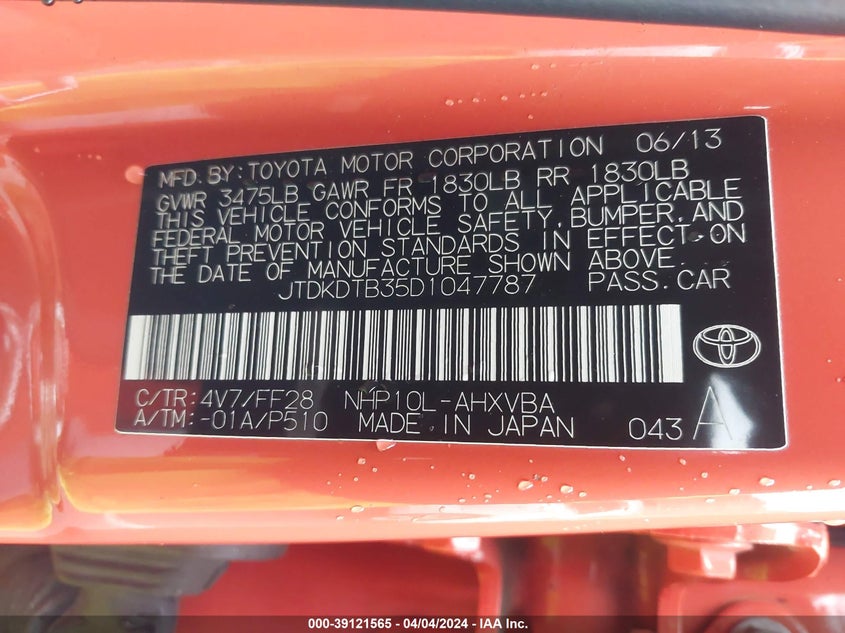 MFD. BY: TOYOTA MOTOR CORPORATION 06/13
GVWR 3475LB GAWR FR 1830LB RR 1830LB
THIS VEHICLE CONFORMS TO ALL APPLICABLE
FEDERAL MOTOR VEHICLE SAFETY, BUMPER, AND
THEFT PREVENTION STANDARDS IN EFFECT ON
THE DATE OF MANUFACTURE SHOWN ABOVE.
JTDKDTB35D1047787 PASS. CAR
C/TR: 4V7/FF28 NHP10L-AHXVBA
A/TM: -01A/P510 MADE IN JAPAN 043 A
000-39121565 - 04/04/2024 - IAA Inc.